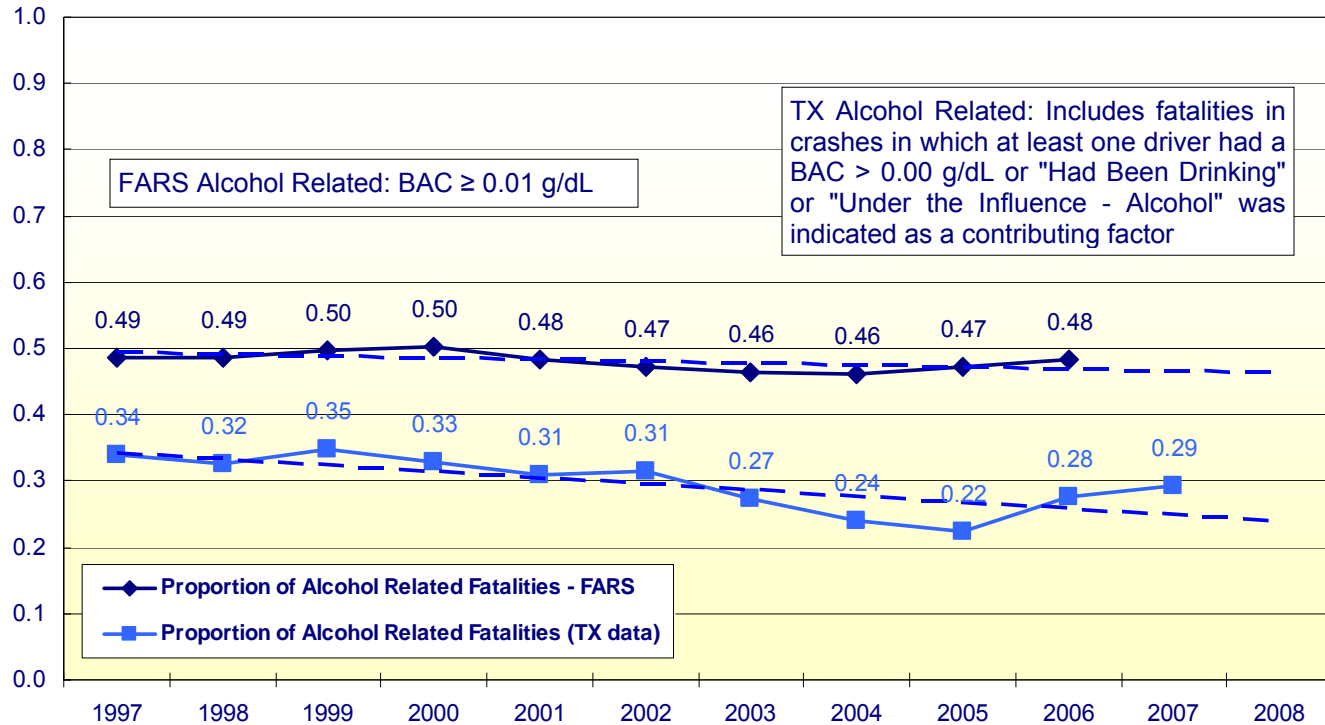 1.0
0.9
0.8
0.7
0.6
0.5
0.4
0.3
0.2
0.1
0.0
FARS Alcohol Related: BAC ≥ 0.01 g/dL
TX Alcohol Related: Includes fatalities in
crashes in which at least one driver had a
BAC > 0.00 g/dL or "Had Been Drinking"
or "Under the Influence - Alcohol" was
indicated as a contributing factor
0.49 0.49 0.50 0.50 0.48 0.47 0.46 0.46 0.47 0.48
0.34 0.32 0.35 0.33 0.31 0.31 0.27 0.24 0.22 0.28 0.29
Proportion of Alcohol Related Fatalities - FARS
Proportion of Alcohol Related Fatalities (TX data)
1997 1998 1999 2000 2001 2002 2003 2004 2005 2006 2007 2008